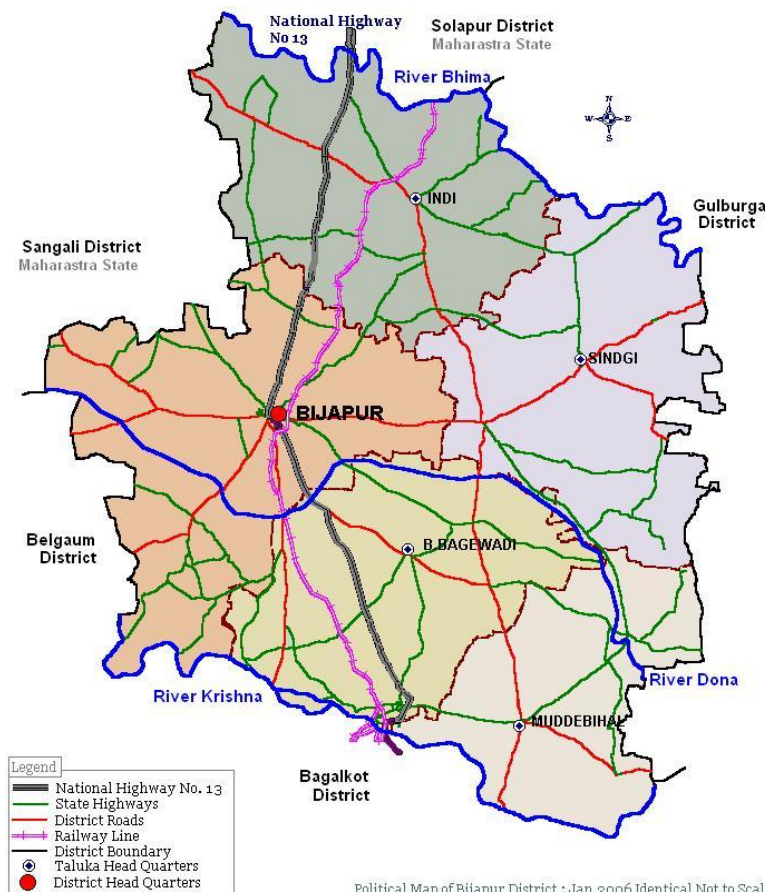 National Highway
No 13
Solapur District
Maharastra State
River Bhima
N
W
E
S
INDI
Gulburga
District
Sangali District
Maharastra State
SINDGI
BIJAPUR
Belgaum
District
B.BAGEWADI
River Krishna
River Dona
MUDDEBIHAL
Bagalkot
District
Legend
National Highway No. 13
State Highways
District Roads
Railway Line
District Boundary
Taluka Head Quarters
District Head Quarters
Political Map of Bijapur District : Jan 2006 Identical Not to Scal